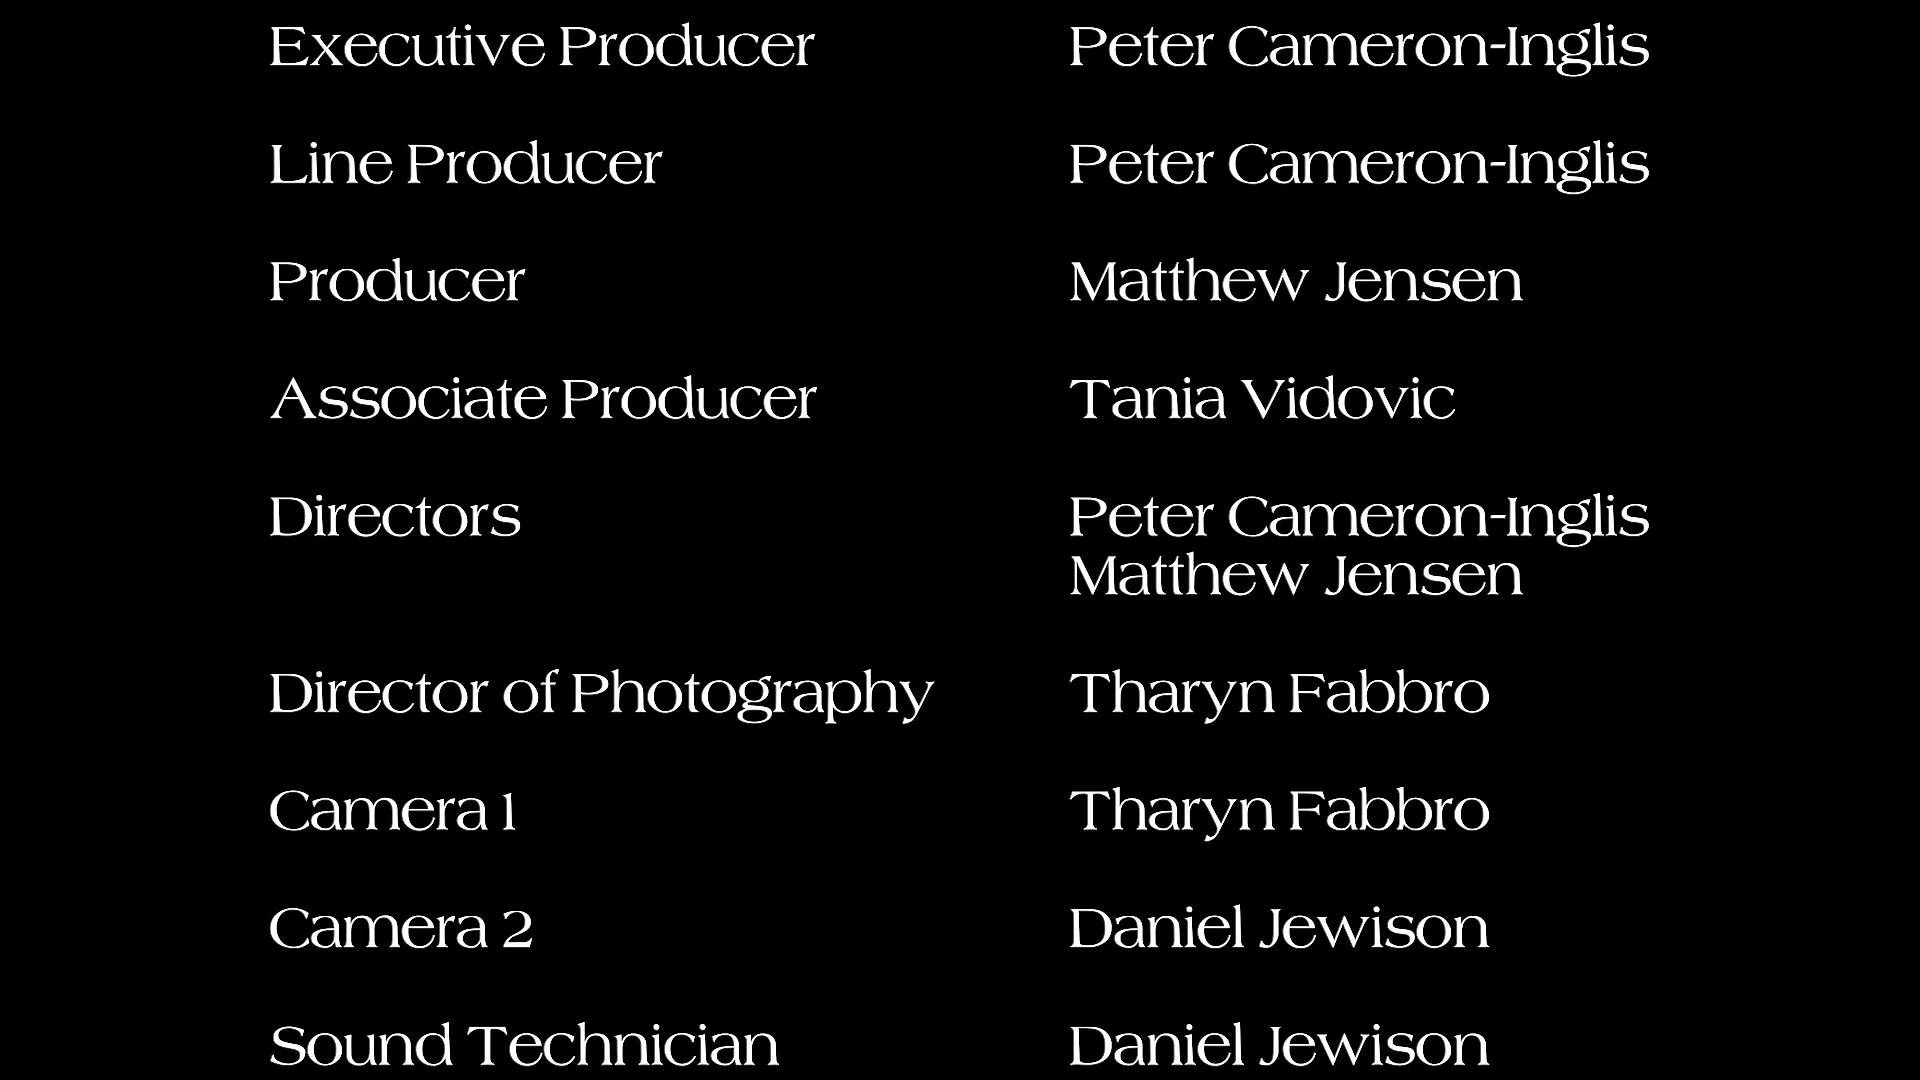 Executive Producer Peter Cameron-Inglis
Line Producer Peter Cameron-Inglis
Producer Matthew Jensen
Associate Producer Tania Vidovic
Directors Peter Cameron-Inglis
Matthew Jensen
Director of Photography Tharyn Fabbro
Camera 1 Tharyn Fabbro
Camera 2 Daniel Jewison
Sound Technician Daniel Jewison